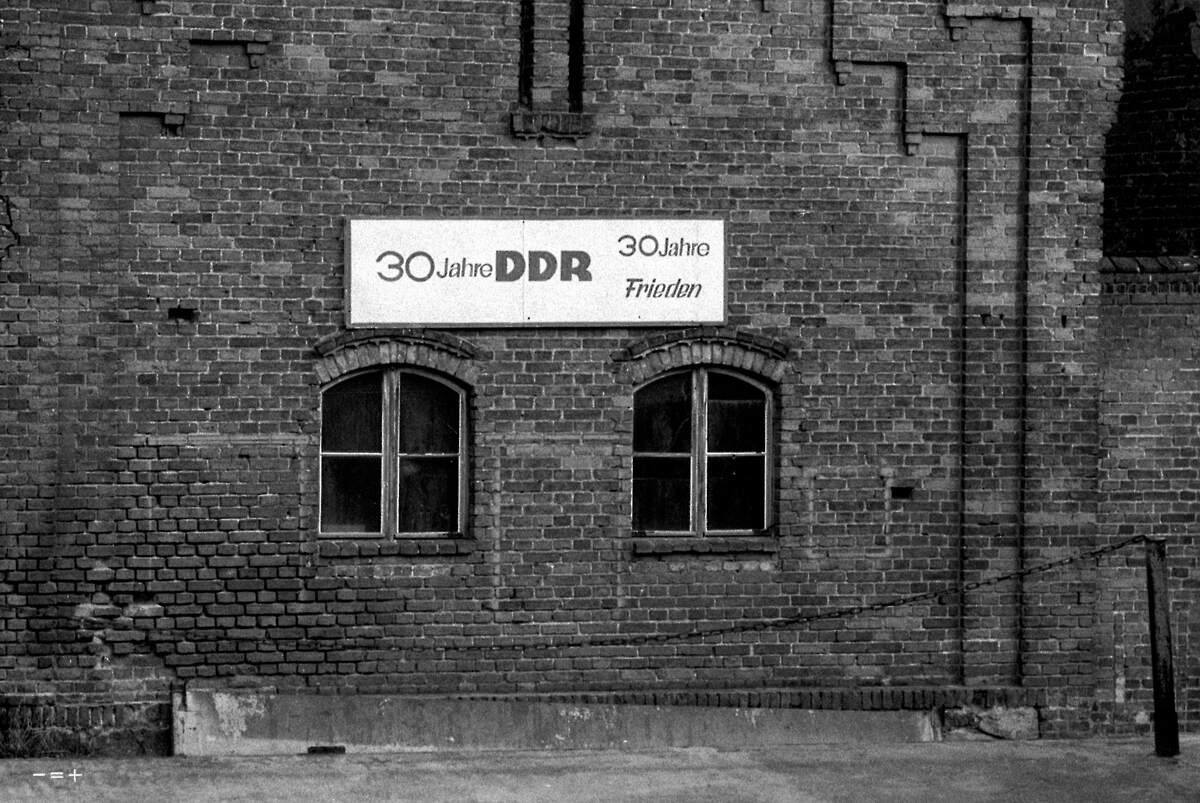 30 Jahre DDR
30 Jahre
Frieden
-=+